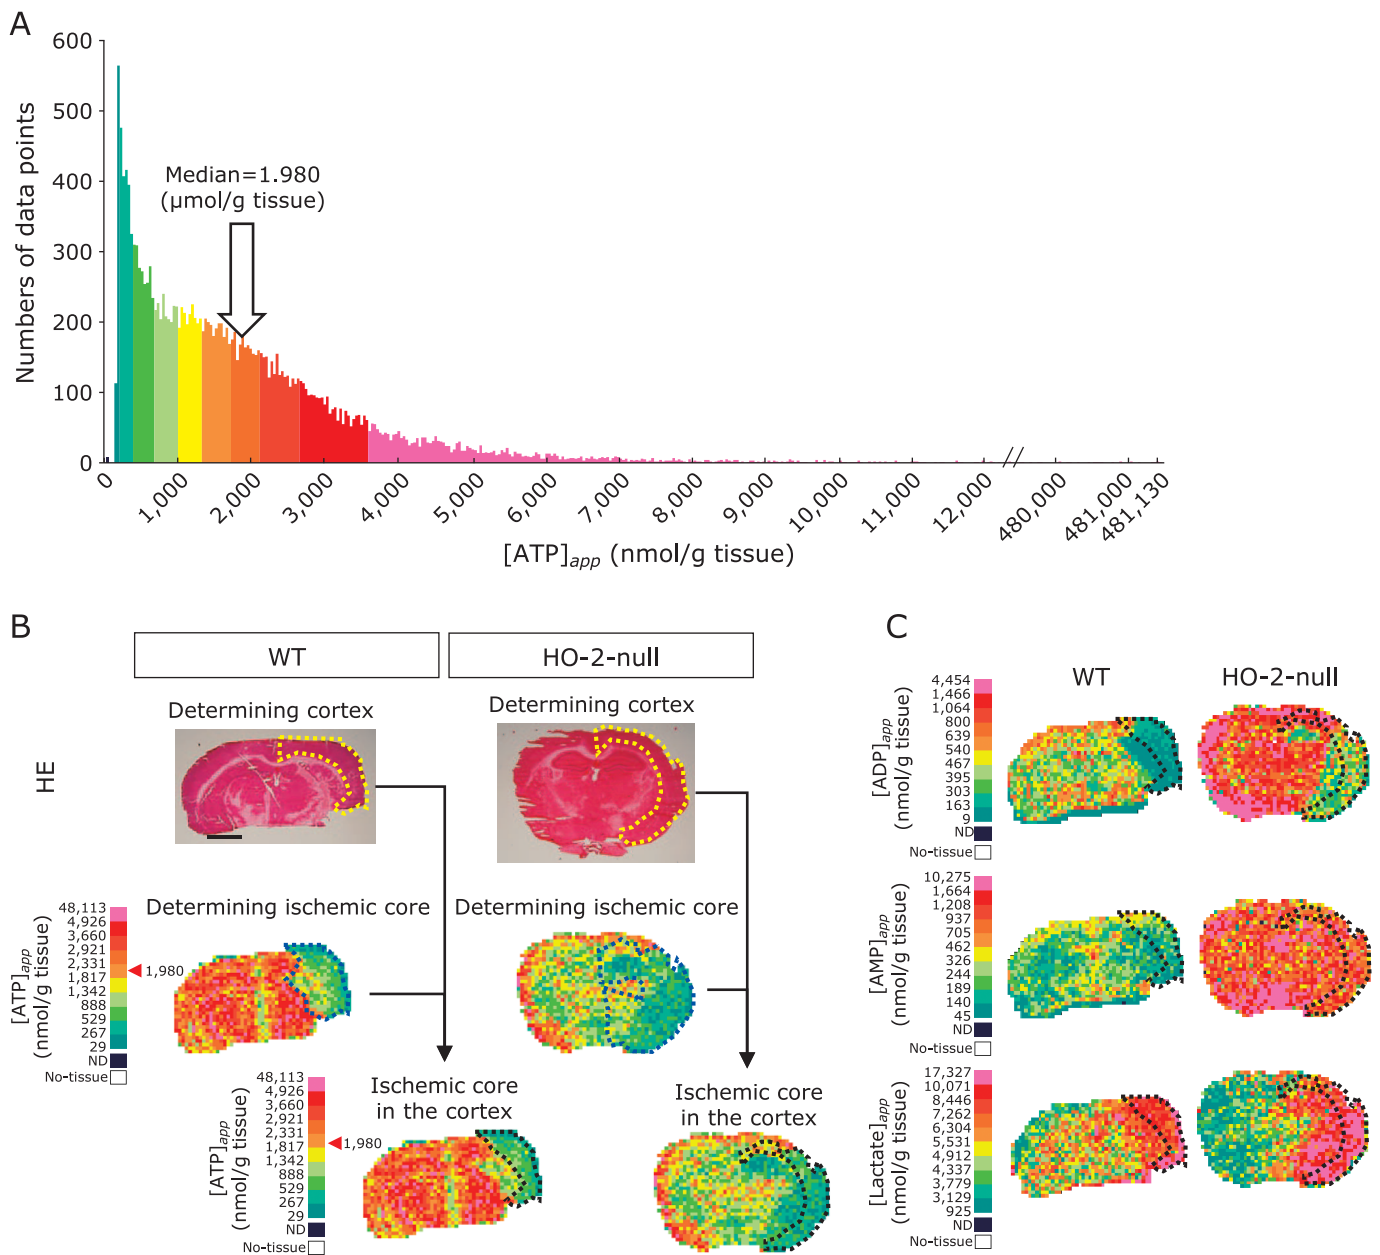 A
600
500
400
300
200
100
0
Numbers of data points
Median=1.980
(µmol/g tissue)
0
1,000
2,000
3,000
4,000
5,000
6,000
7,000
8,000
9,000
10,000
11,000
12,000
480,000
481,000
481,130
[ATP]app (nmol/g tissue)
B
WT
HO-2-null
Determining cortex
Determining cortex
HE
Determining ischemic core
Determining ischemic core
[ATP]app
(nmol/g tissue)
48,113
4,926
3,660
2,921
2,331
1,817
1,342
888
529
267
29
ND
No-tissue
1,980
Ischemic core
in the cortex
Ischemic core
in the cortex
[ATP]app
(nmol/g tissue)
48,113
4,926
3,660
2,921
2,331
1,817
1,342
888
529
267
29
ND
No-tissue
1,980
C
WT
HO-2-null
[ADP]app
(nmol/g tissue)
4,454
1,466
1,064
800
639
540
467
395
303
163
9
ND
No-tissue
[AMP]app
(nmol/g tissue)
10,275
1,664
1,208
937
705
462
326
244
189
140
45
ND
No-tissue
[Lactate]app
(nmol/g tissue)
17,327
10,071
8,446
7,262
6,304
5,531
4,912
4,337
3,779
3,129
925
ND
No-tissue